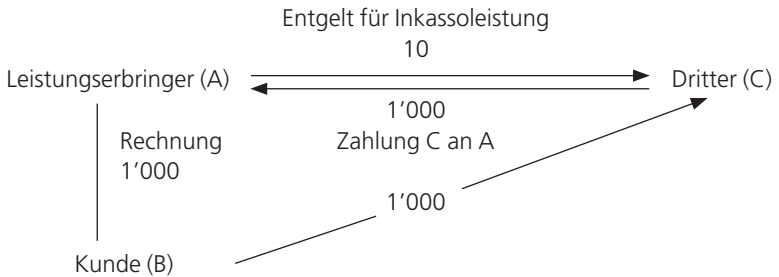 Entgelt für Inkassoleistung
10
Leistungserbringer (A)
Dritter (C)
1’000
Zahlung C an A
Rechnung
1’000
1’000
Kunde (B)